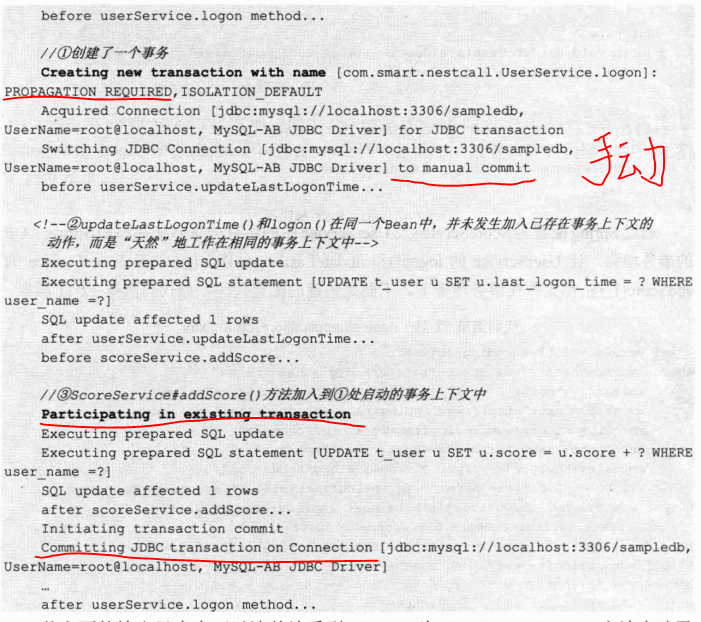 before userService.logon method...
//①创建了一个事务
Creating new transaction with name [com.smart.nestcall.UserService.logon]:
PROPAGATION_REQUIRED,ISOLATION_DEFAULT
Acquired Connection [jdbc:mysql://localhost:3306/sampledb,
UserName=root@localhost, MySQL-AB JDBC Driver] for JDBC transaction
Switching JDBC Connection [jdbc:mysql://localhost:3306/sampledb,
UserName=root@localhost, MySQL-AB JDBC Driver] to manual commit
手动
before userService.updateLastLogonTime...
<!--②updateLastLogonTime()和logon()在同一个Bean中，并未发生加入已存在事务上下文的
动作，而是“天然”地工作在相同的事务上下文中-->
Executing prepared SQL update
Executing prepared SQL statement [UPDATE t_user u SET u.last_logon_time = ? WHERE
user_name =?]
SQL update affected 1 rows
after userService.updateLastLogonTime...
before scoreService.addScore...
//③ScoreService#addScore()方法加入到①处启动的事务上下文中
Participating in existing transaction
Executing prepared SQL update
Executing prepared SQL statement [UPDATE t_user u SET u.score = u.score + ? WHERE
user_name =?]
SQL update affected 1 rows
after scoreService.addScore...
Initiating transaction commit
Committing JDBC transaction on Connection [jdbc:mysql://localhost:3306/sampledb,
UserName=root@localhost, MySQL-AB JDBC Driver]
…
after userService.logon method...